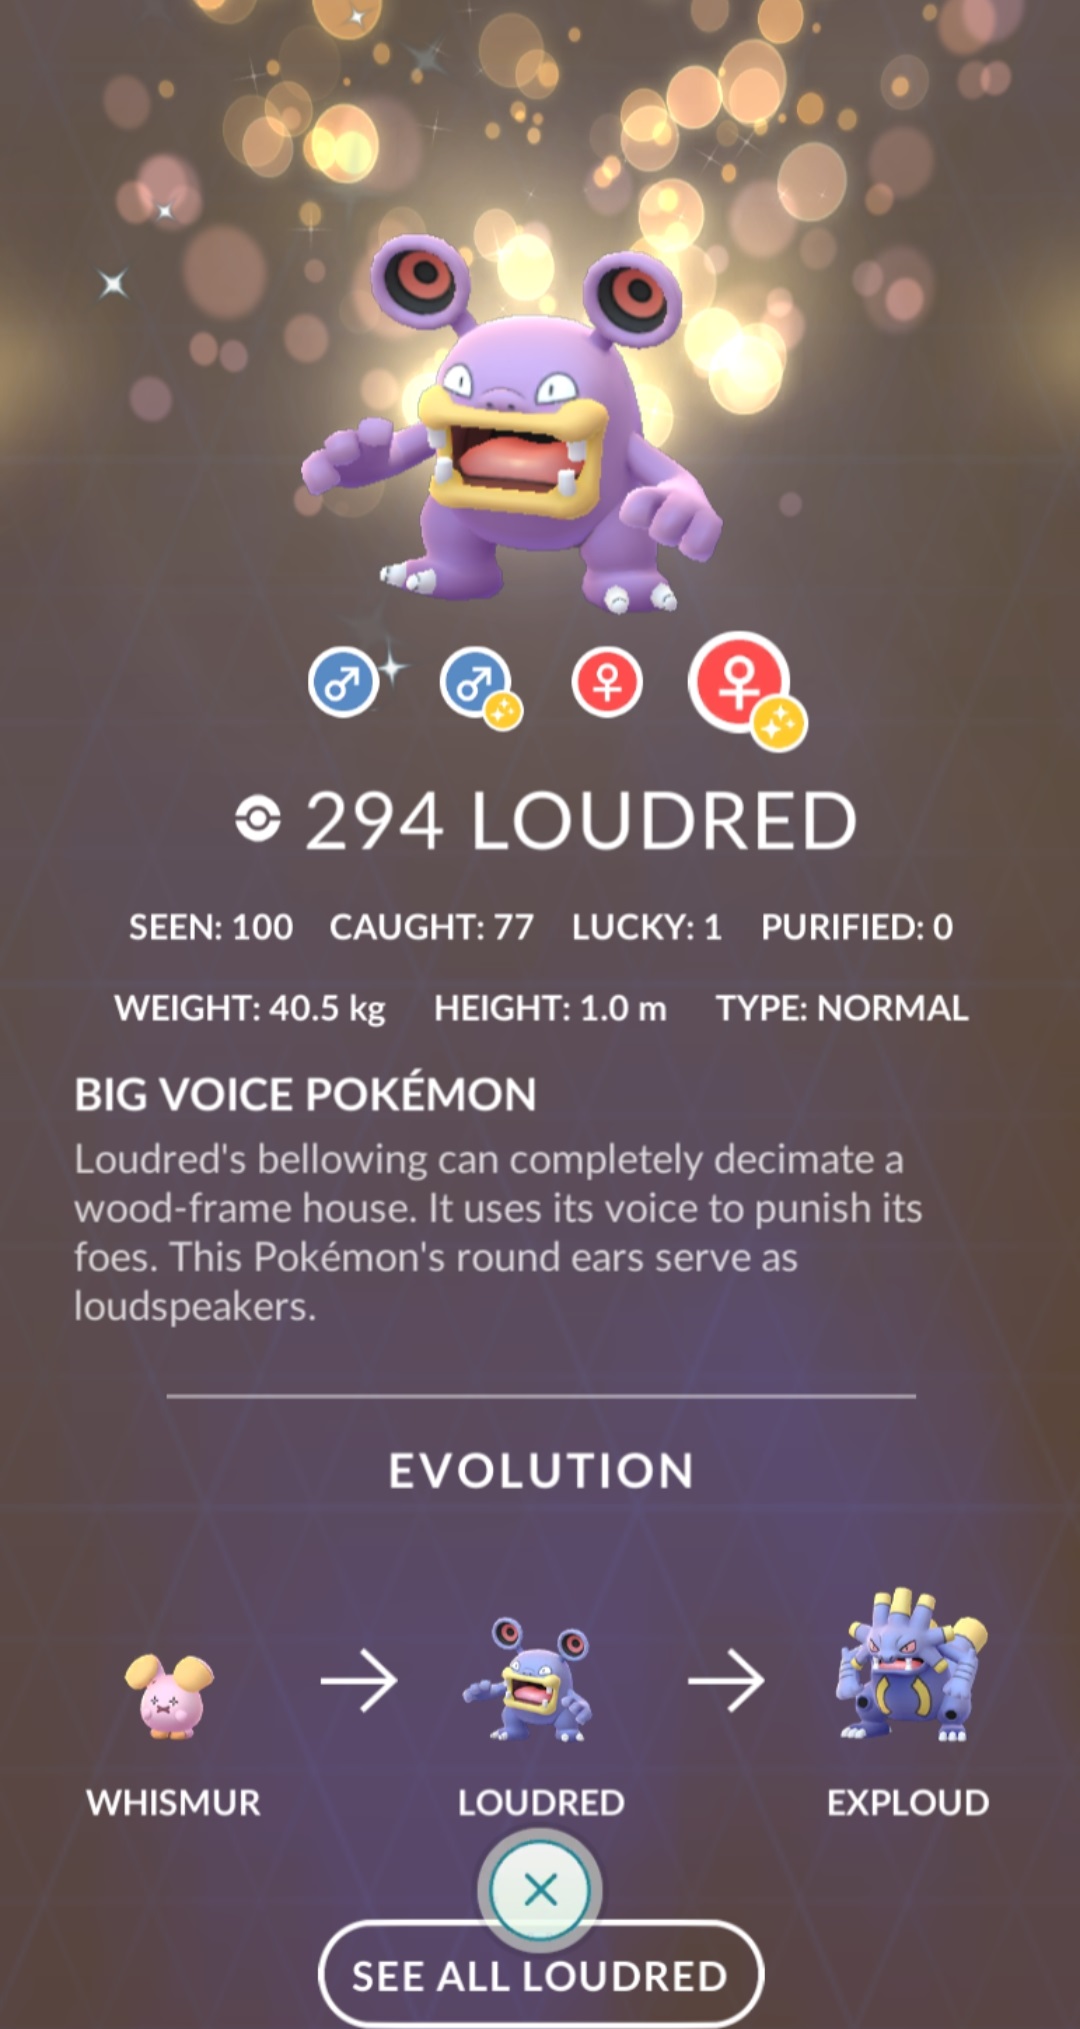 294 LOUDRED
SEEN: 100 CAUGHT: 77 LUCKY: 1 PURIFIED: 0
WEIGHT: 40.5 kg HEIGHT: 1.0 m TYPE: NORMAL
BIG VOICE POKÉMON
Loudred's bellowing can completely decimate a
wood-frame house. It uses its voice to punish its
foes. This Pokémon's round ears serve as
loudspeakers.
EVOLUTION
WHISMUR LOUDRED EXPLOUD
SEE ALL LOUDRED